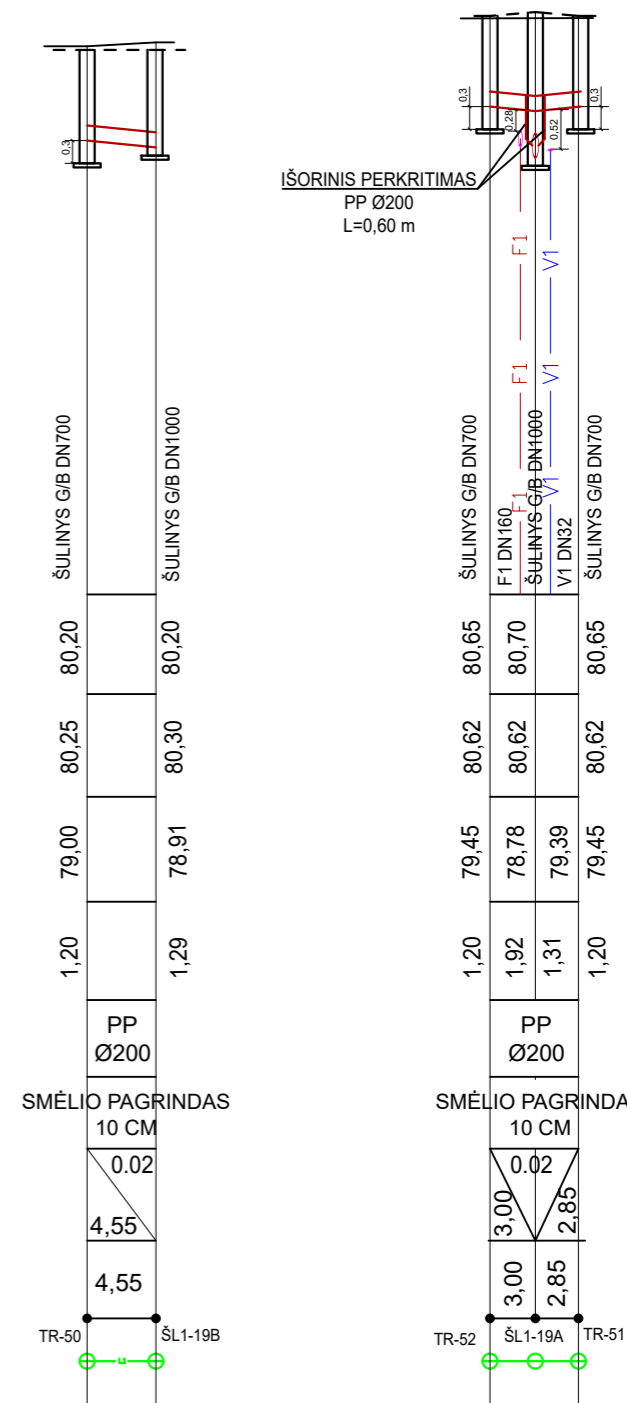 0,3
0,3
0,28
0,52
0,3
IŠORINIS PERKRITIMAS
PP Ø200
L=0,60 m
F1
V1
F1
V1
F1
V1
ŠULINYS G/B DN700
ŠULINYS G/B DN1000
ŠULINYS G/B DN700
F1 DN160
ŠULINYS G/B DN1000
V1 DN32
ŠULINYS G/B DN700
80,20
80,20
80,65
80,70
80,65
80,25
80,30
80,62
80,62
80,62
79,00
78,91
79,45
78,78
79,39
79,45
1,20
1,29
1,20
1,92
1,31
1,20
PP
Ø200
PP
Ø200
SMĖLIO PAGRINDAS
10 CM
SMĖLIO PAGRINDA
10 CM
0.02
4,55
0.02
3,00
2,85
4,55
3,00
2,85
TR-50
ŠL1-19B
TR-52
ŠL1-19A
TR-51